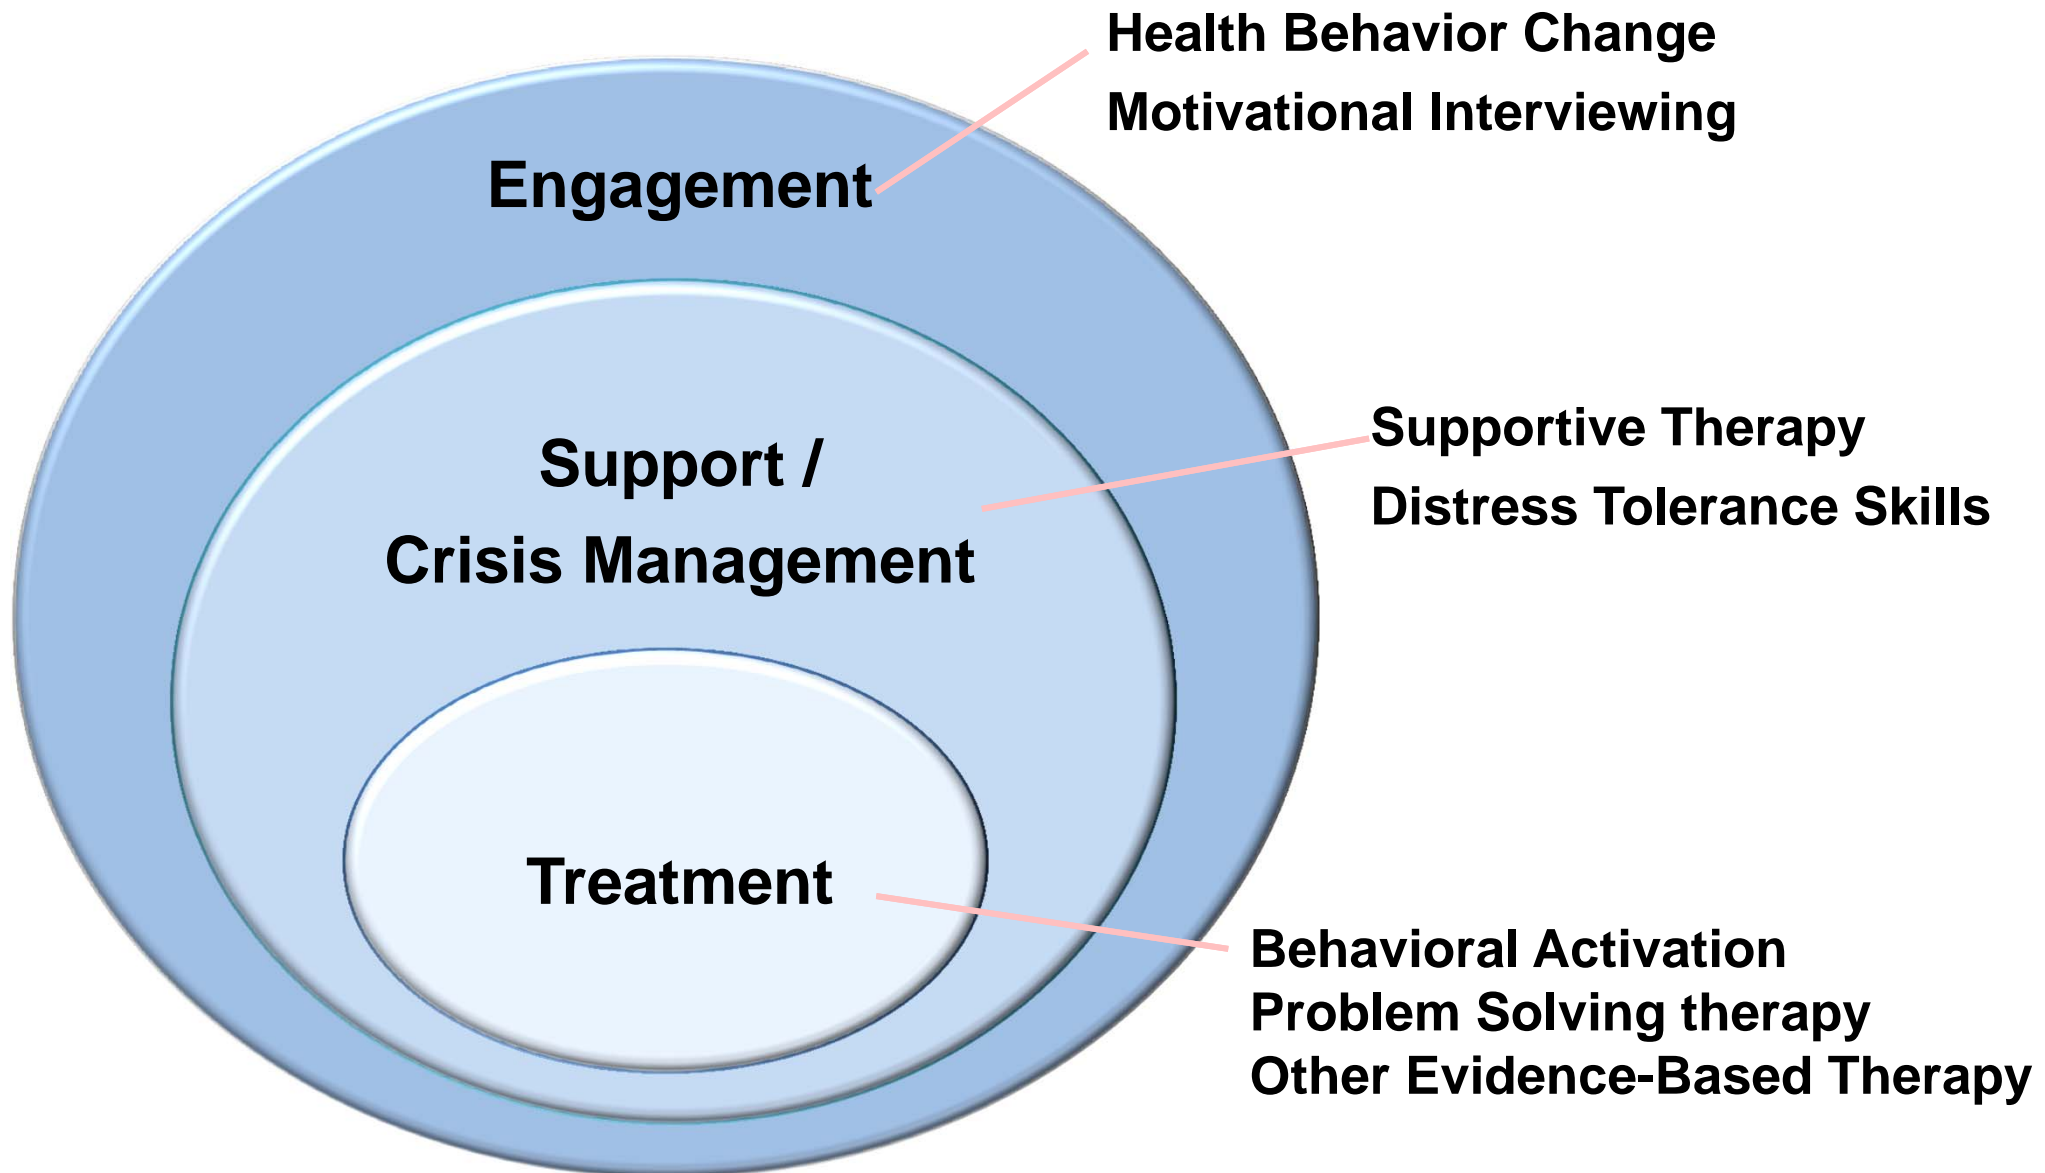 Health Behavior Change
Motivational Interviewing
Engagement
Support /
Crisis Management
Supportive Therapy
Distress Tolerance Skills
Treatment
Behavioral Activation
Problem Solving therapy
Other Evidence-Based Therapy